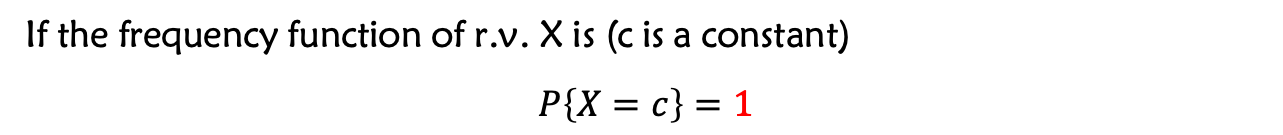 If the frequency function of r.v. X is (c is a constant)
P{X = c} = 1